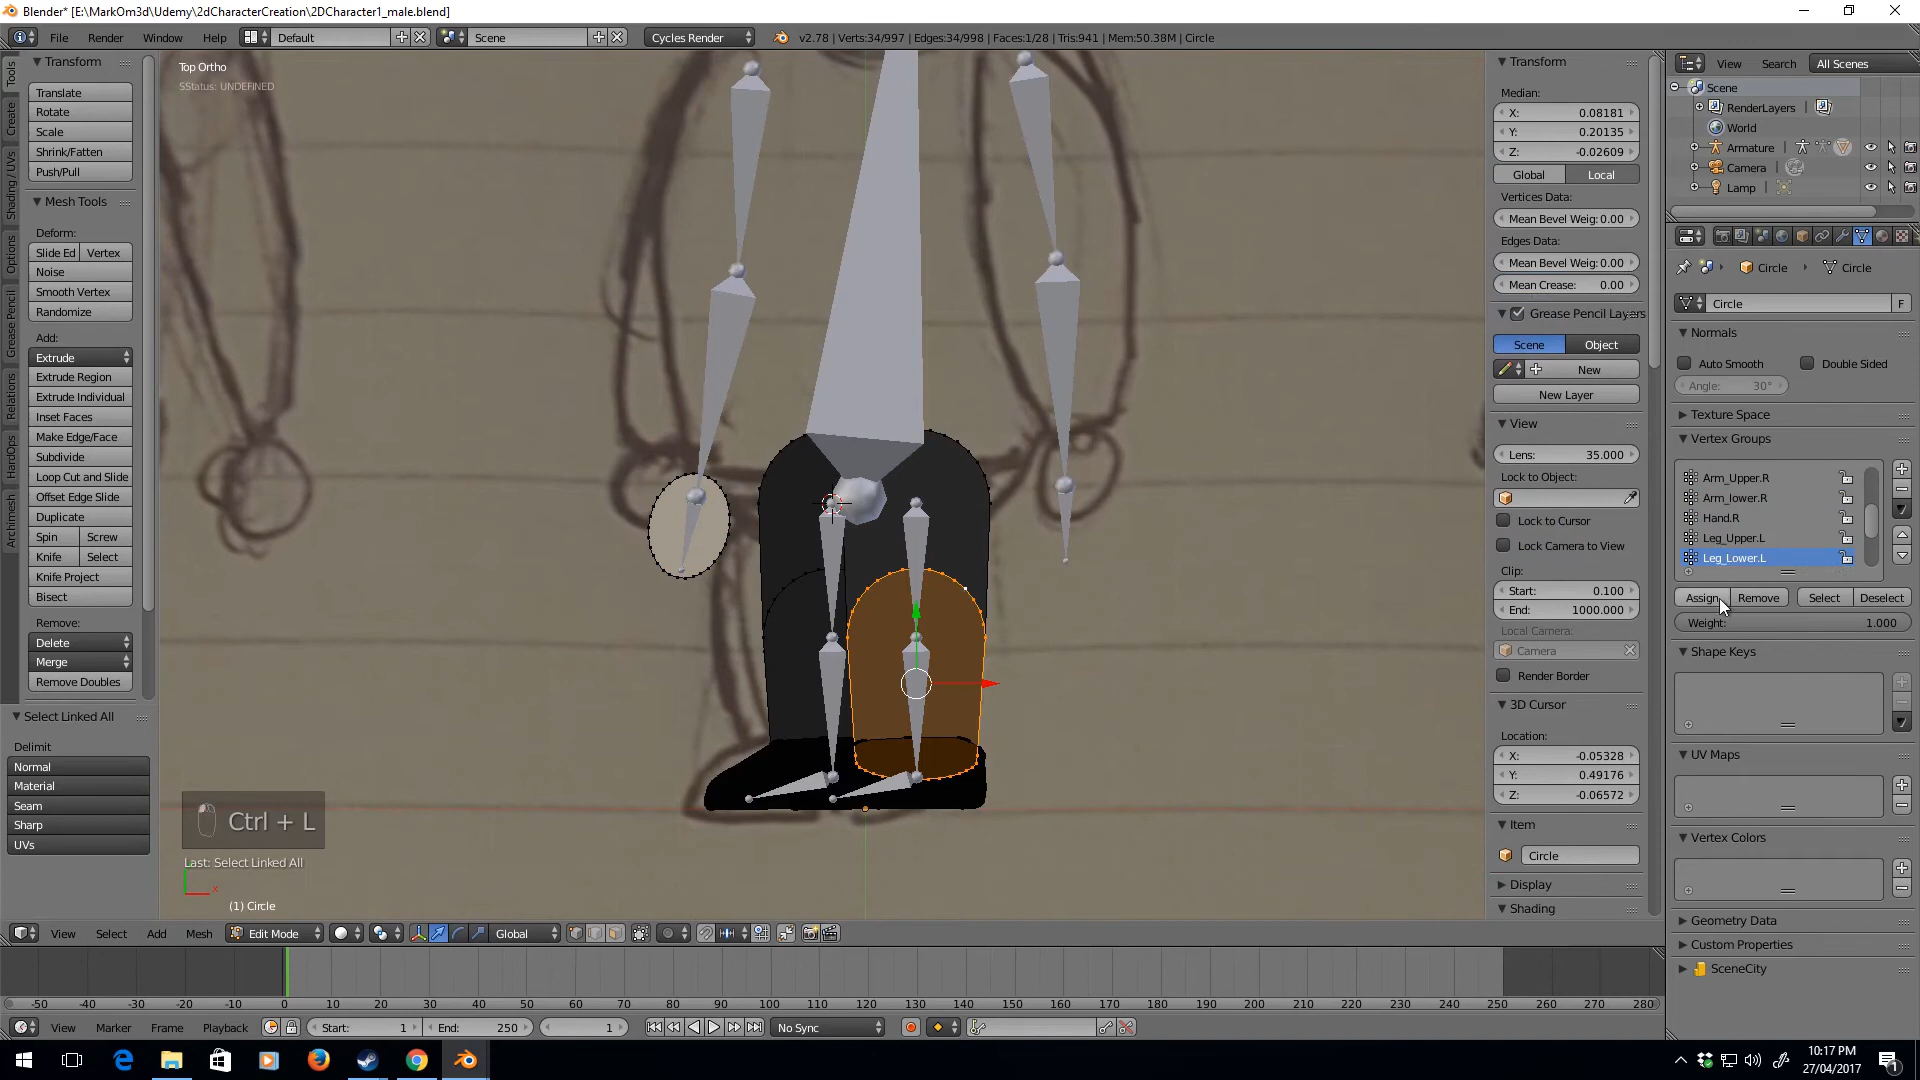 Blender* [E:\MarkOm3d\Udemy\2dCharacterCreation\2DCharacter1_male.blend]
File Render Window Help Default Scene Cycles Render v2.78 | Verts:34/997 | Edges:34/998 | Faces:1/28 | Tris:941 | Mem:50.38M | Circle
Tools
Create
Shading / UVs
Options
Grease Pencil
Relations
HardOps
Archimesh
Transform
Translate
Rotate
Scale
Shrink/Fatten
Push/Pull
Mesh Tools
Deform:
Slide Ed Vertex
Noise
Smooth Vertex
Randomize
Add:
Extrude
Extrude Region
Extrude Individual
Inset Faces
Make Edge/Face
Subdivide
Loop Cut and Slide
Offset Edge Slide
Duplicate
Spin Screw
Knife Select
Knife Project
Bisect
Remove:
Delete
Merge
Remove Doubles
Select Linked All
Delimit
Normal
Material
Seam
Sharp
UVs
Top Ortho
SStatus: UNDEFINED
Ctrl + L
Last: Select Linked All
x
(1) Circle
Transform
Median:
X: 0.08181
Y: 0.20135
Z: -0.02609
Global Local
Vertices Data:
Mean Bevel Weig: 0.00
Edges Data:
Mean Bevel Weig: 0.00
Mean Crease: 0.00
Grease Pencil Layers
Scene Object
New
New Layer
View
Lens: 35.000
Lock to Object:
Lock to Cursor
Lock Camera to View
Clip:
Start: 0.100
End: 1000.000
Local Camera:
Camera
Render Border
3D Cursor
Location:
X: -0.05328
Y: 0.49176
Z: -0.06572
Item
Circle
Display
Shading
View Search All Scenes
Scene
RenderLayers
World
Armature
Camera
Lamp
Circle Circle
Circle F
Normals
Auto Smooth Double Sided
Angle: 30°
Texture Space
Vertex Groups
Arm_Upper.R
Arm_lower.R
Hand.R
Leg_Upper.L
Leg_Lower.L
Assign Remove Select Deselect
Weight: 1.000
Shape Keys
UV Maps
Vertex Colors
Geometry Data
Custom Properties
SceneCity
View Select Add Mesh Edit Mode Global
-50 -40 -30 -20 -10 0 10 20 30 40 50 60 70 80 90 100 110 120 130 140 150 160 170 180 190 200 210 220 230 240 250 260 270 280
View Marker Frame Playback Start: 1 End: 250 1 No Sync
10:17 PM
27/04/2017
1